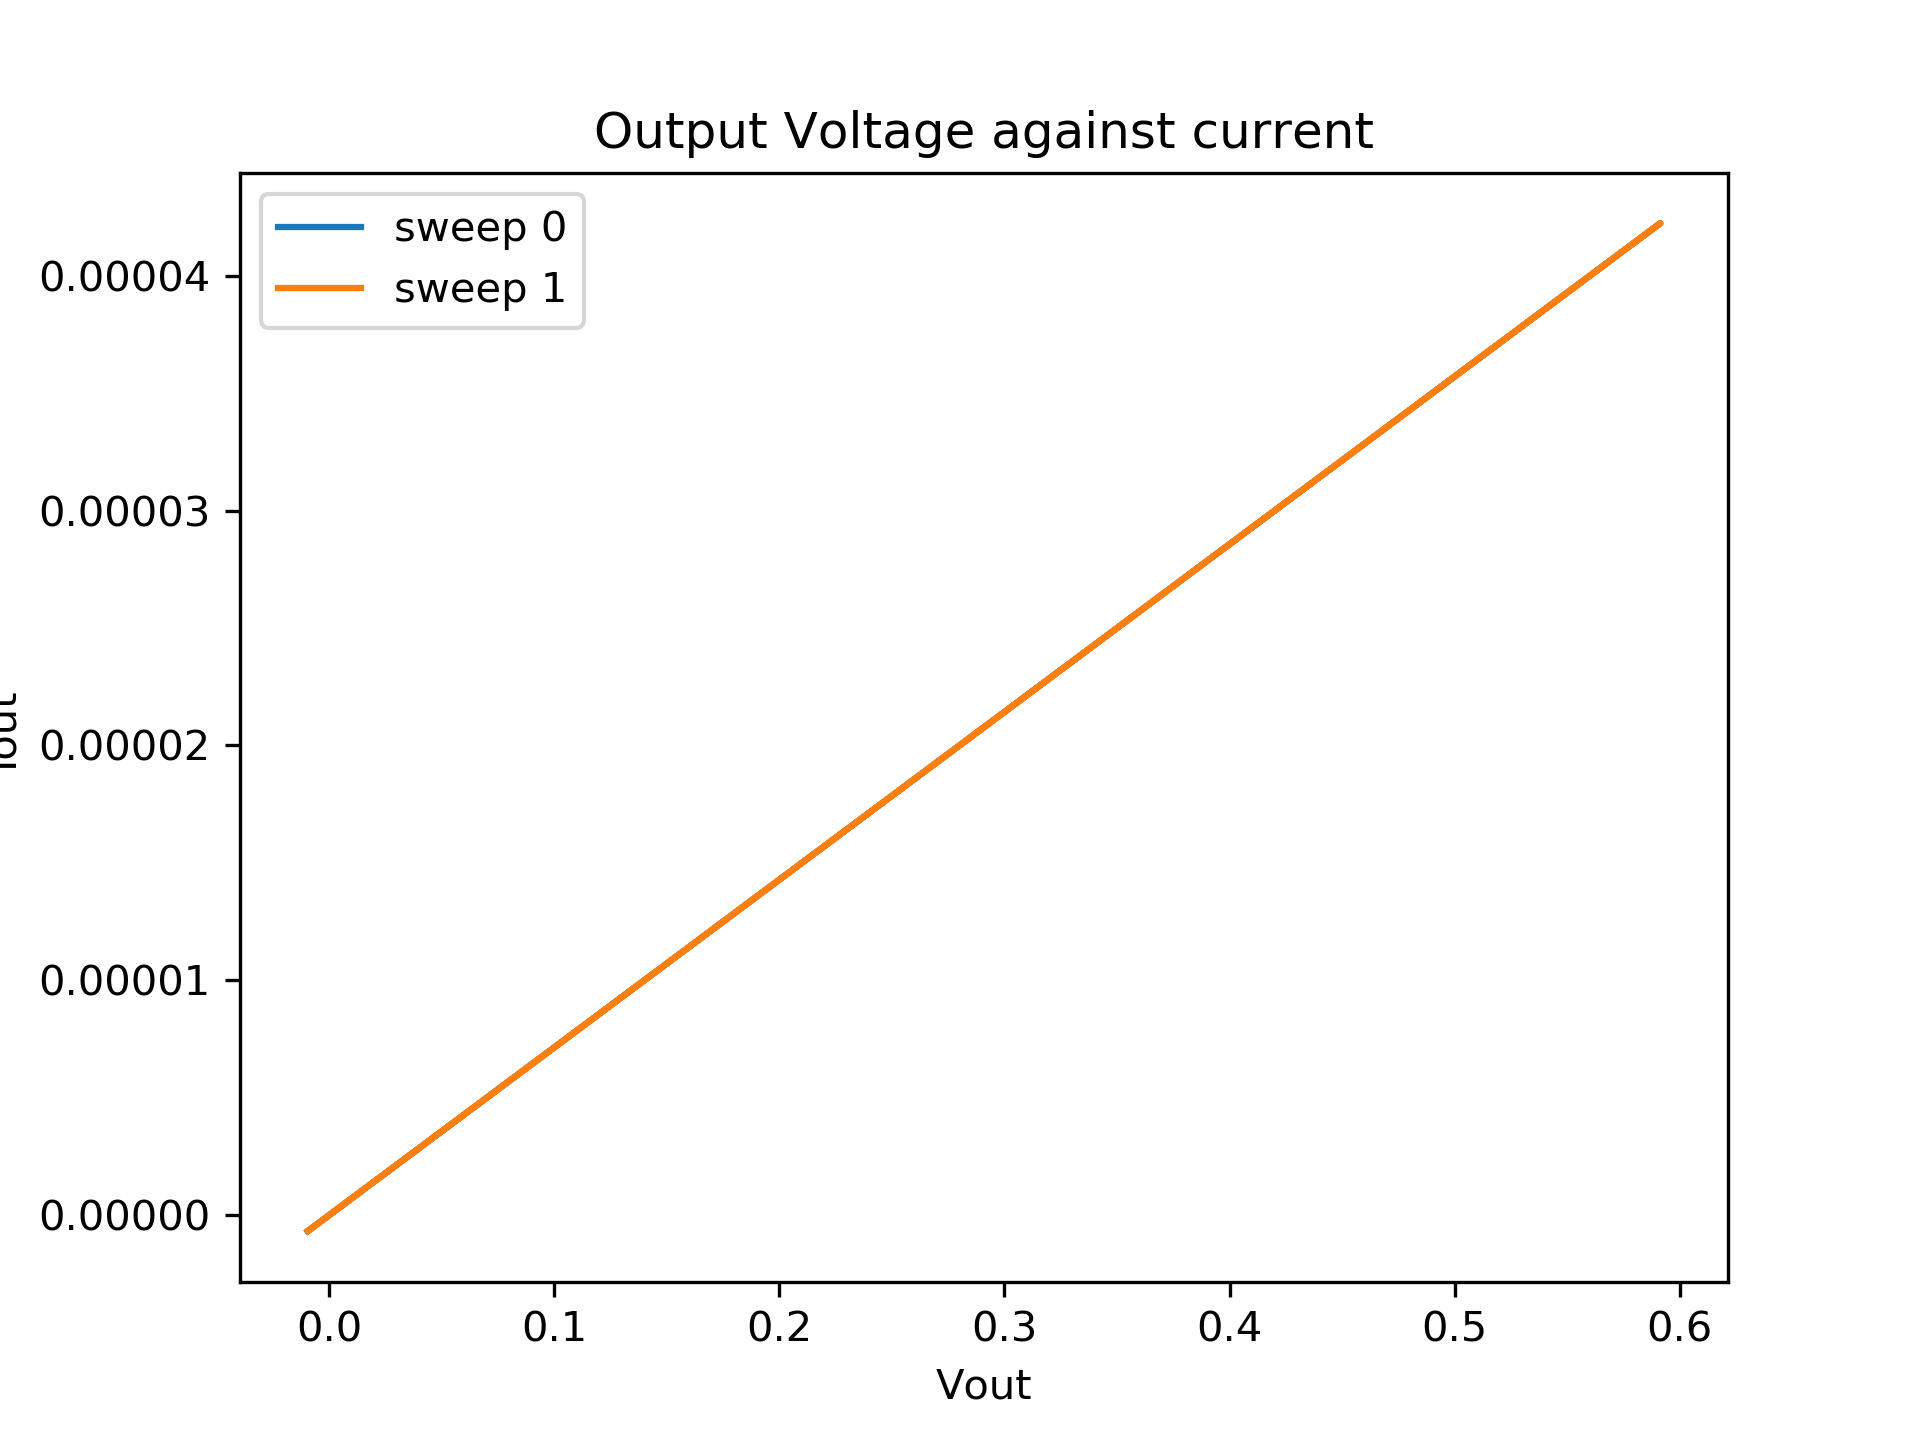 Output Voltage against current
sweep 0
sweep 1
0.00004
0.00003
0.00002
0.00001
0.00000
0.0 0.1 0.2 0.3 0.4 0.5 0.6
Vout
Iout